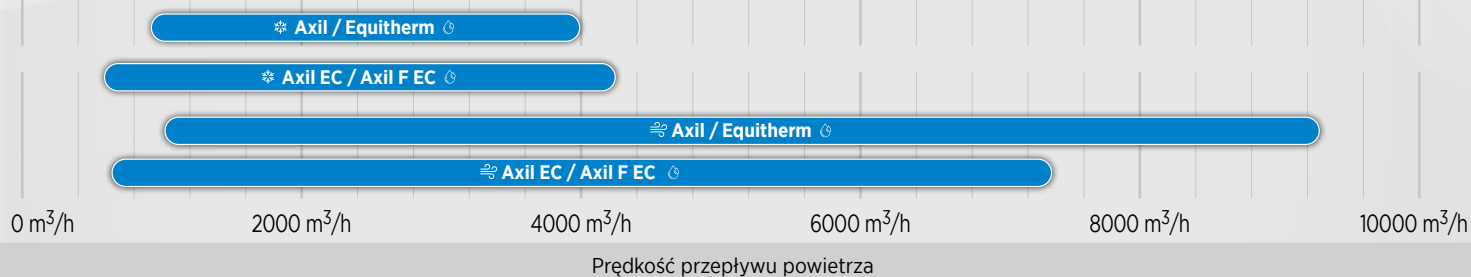 Axil / Equitherm
Axil EC / Axil F EC
Axil / Equitherm
Axil EC / Axil F EC
0 m³/h 2000 m³/h 4000 m³/h 6000 m³/h 8000 m³/h 10000 m³/h
Prędkość przepływu powietrza